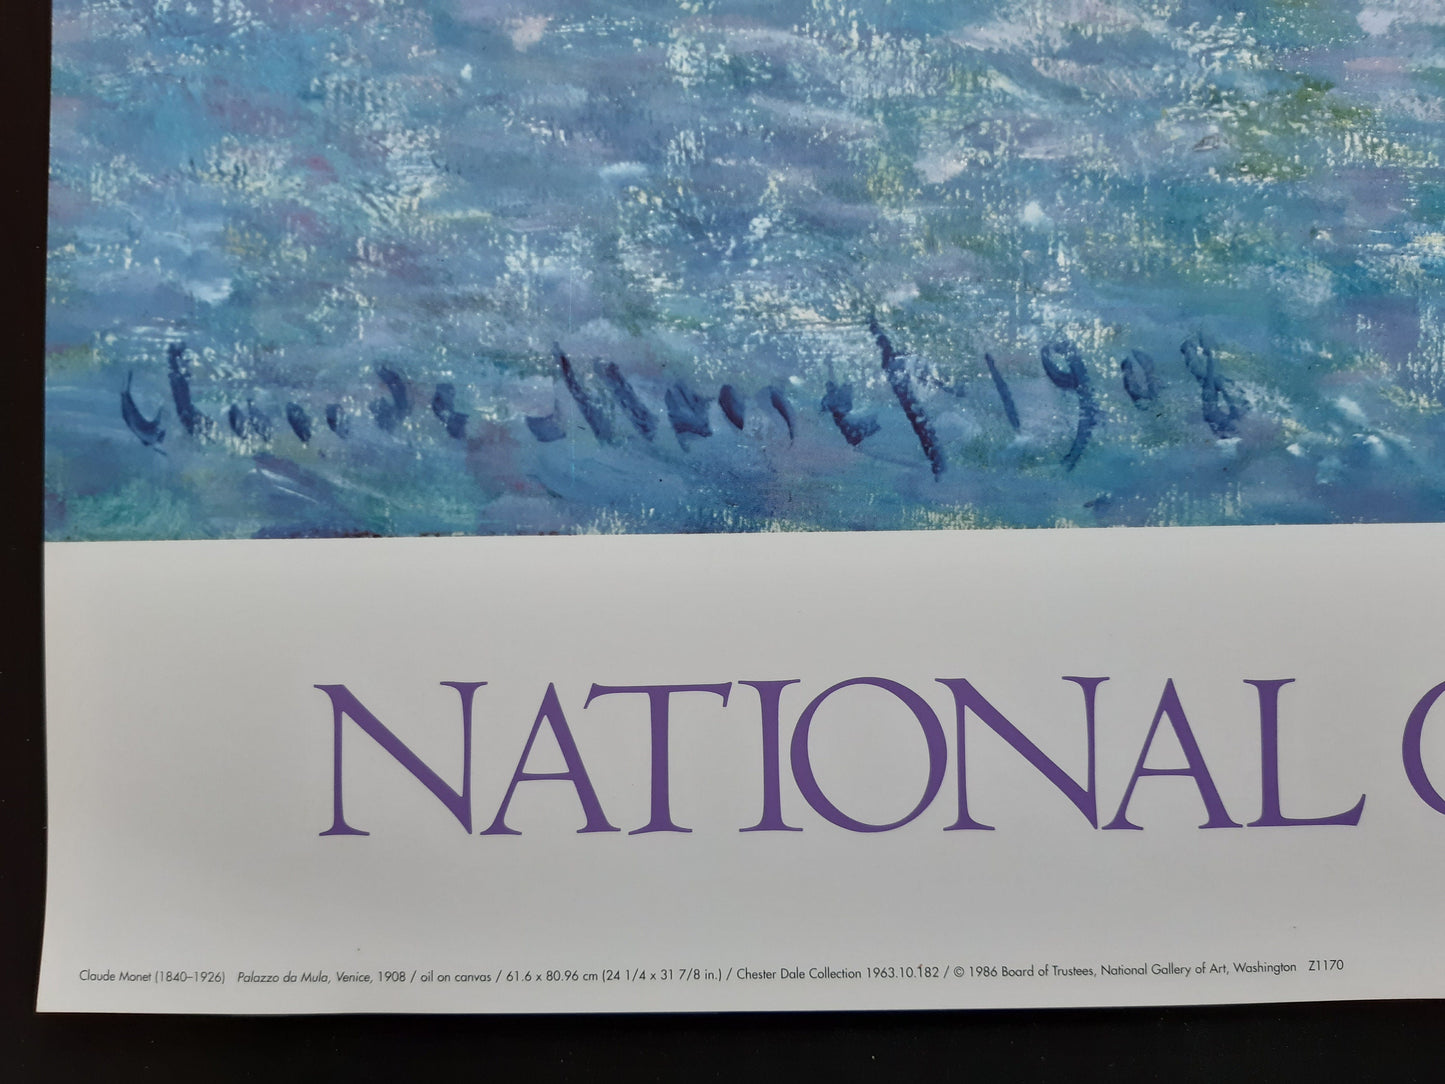 Claude Monet 1908
NATIONAL
Claude Monet (1840–1926) Palazzo da Mula, Venice, 1908 / oil on canvas / 61.6 x 80.96 cm (24 1/4 x 31 7/8 in.) / Chester Dale Collection 1963.10.182 / © 1986 Board of Trustees, National Gallery of Art, Washington Z1170